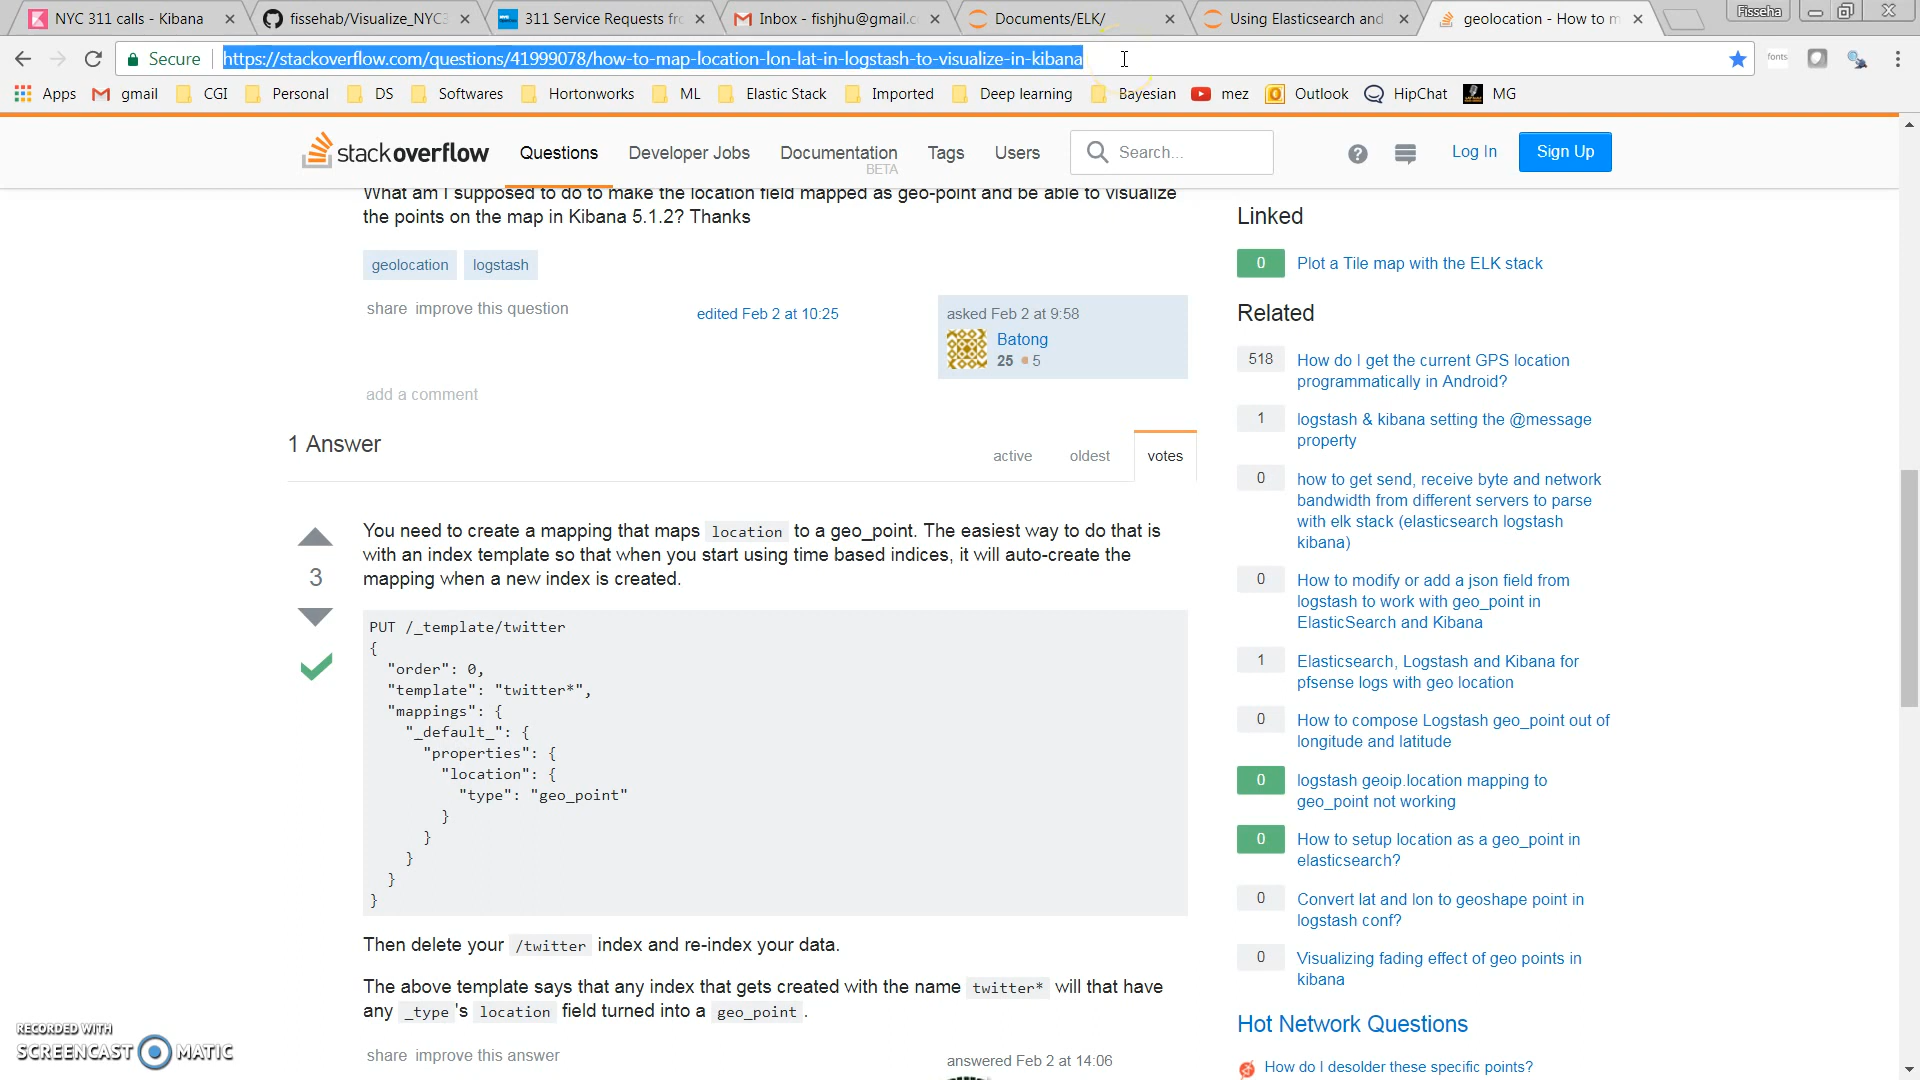 NYC 311 calls - Kibana
fissehab/Visualize_NYC3
311 Service Requests fr
Inbox - fishjhu@gmail.c
Documents/ELK/
Using Elasticsearch and
geolocation - How to m
Fisseha
Secure
https://stackoverflow.com/questions/41999078/how-to-map-location-lon-lat-in-logstash-to-visualize-in-kibana
fonts
Apps
gmail
CGI
Personal
DS
Softwares
Hortonworks
ML
Elastic Stack
Imported
Deep learning
Bayesian
mez
Outlook
HipChat
MG
stackoverflow
Questions
Developer Jobs
Documentation
BETA
Tags
Users
Search...
Log In
Sign Up
What am I supposed to do to make the location field mapped as geo-point and be able to visualize
the points on the map in Kibana 5.1.2? Thanks
geolocation
logstash
share improve this question
edited Feb 2 at 10:25
asked Feb 2 at 9:58
Batong
25 5
add a comment
1 Answer
active
oldest
votes
3
You need to create a mapping that maps location to a geo_point. The easiest way to do that is
with an index template so that when you start using time based indices, it will auto-create the
mapping when a new index is created.
PUT /_template/twitter
{
"order": 0,
"template": "twitter*",
"mappings": {
"_default_": {
"properties": {
"location": {
"type": "geo_point"
}
}
}
}
}
Then delete your /twitter index and re-index your data.
The above template says that any index that gets created with the name twitter* will that have
any _type 's location field turned into a geo_point .
share improve this answer
answered Feb 2 at 14:06
Linked
0 Plot a Tile map with the ELK stack
Related
518 How do I get the current GPS location
programmatically in Android?
1 logstash & kibana setting the @message
property
0 how to get send, receive byte and network
bandwidth from different servers to parse
with elk stack (elasticsearch logstash
kibana)
0 How to modify or add a json field from
logstash to work with geo_point in
ElasticSearch and Kibana
1 Elasticsearch, Logstash and Kibana for
pfsense logs with geo location
0 How to compose Logstash geo_point out of
longitude and latitude
0 logstash geoip.location mapping to
geo_point not working
0 How to setup location as a geo_point in
elasticsearch?
0 Convert lat and lon to geoshape point in
logstash conf?
0 Visualizing fading effect of geo points in
kibana
Hot Network Questions
How do I desolder these specific points?
RECORDED WITH
SCREENCAST MATIC